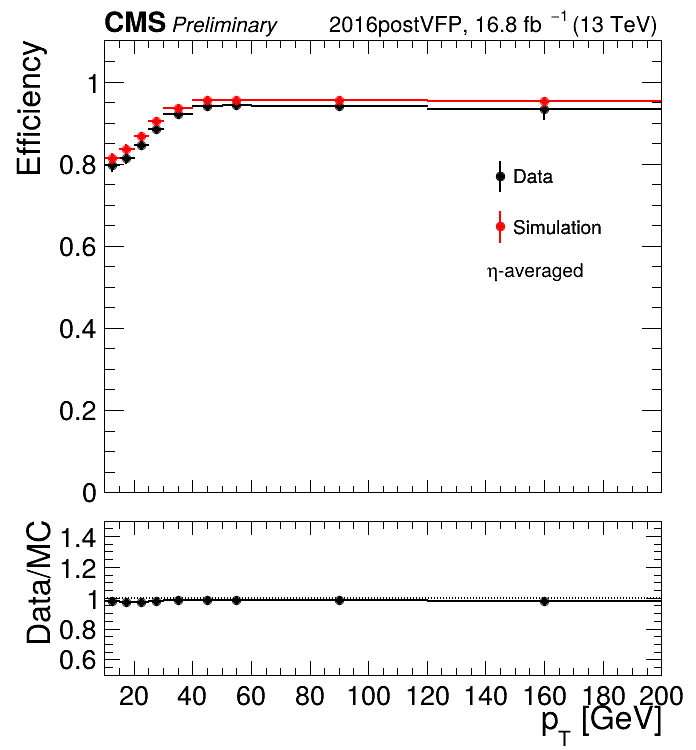 CMS Preliminary 2016postVFP, 16.8 fb⁻¹ (13 TeV)
Efficiency
1
0.8
0.6
0.4
0.2
0
Data
Simulation
η-averaged
Data/MC
1.4
1.2
1
0.8
0.6
20 40 60 80 100 120 140 160 180 200
p_T [GeV]